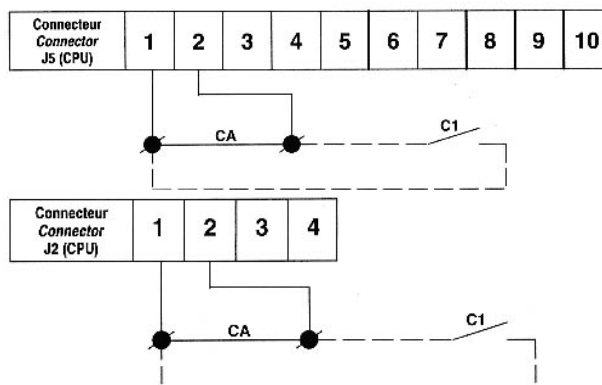 Connecteur
Connector
J5 (CPU)
1 2 3 4 5 6 7 8 9 10
CA
C1
Connecteur
Connector
J2 (CPU)
1 2 3 4
CA
C1